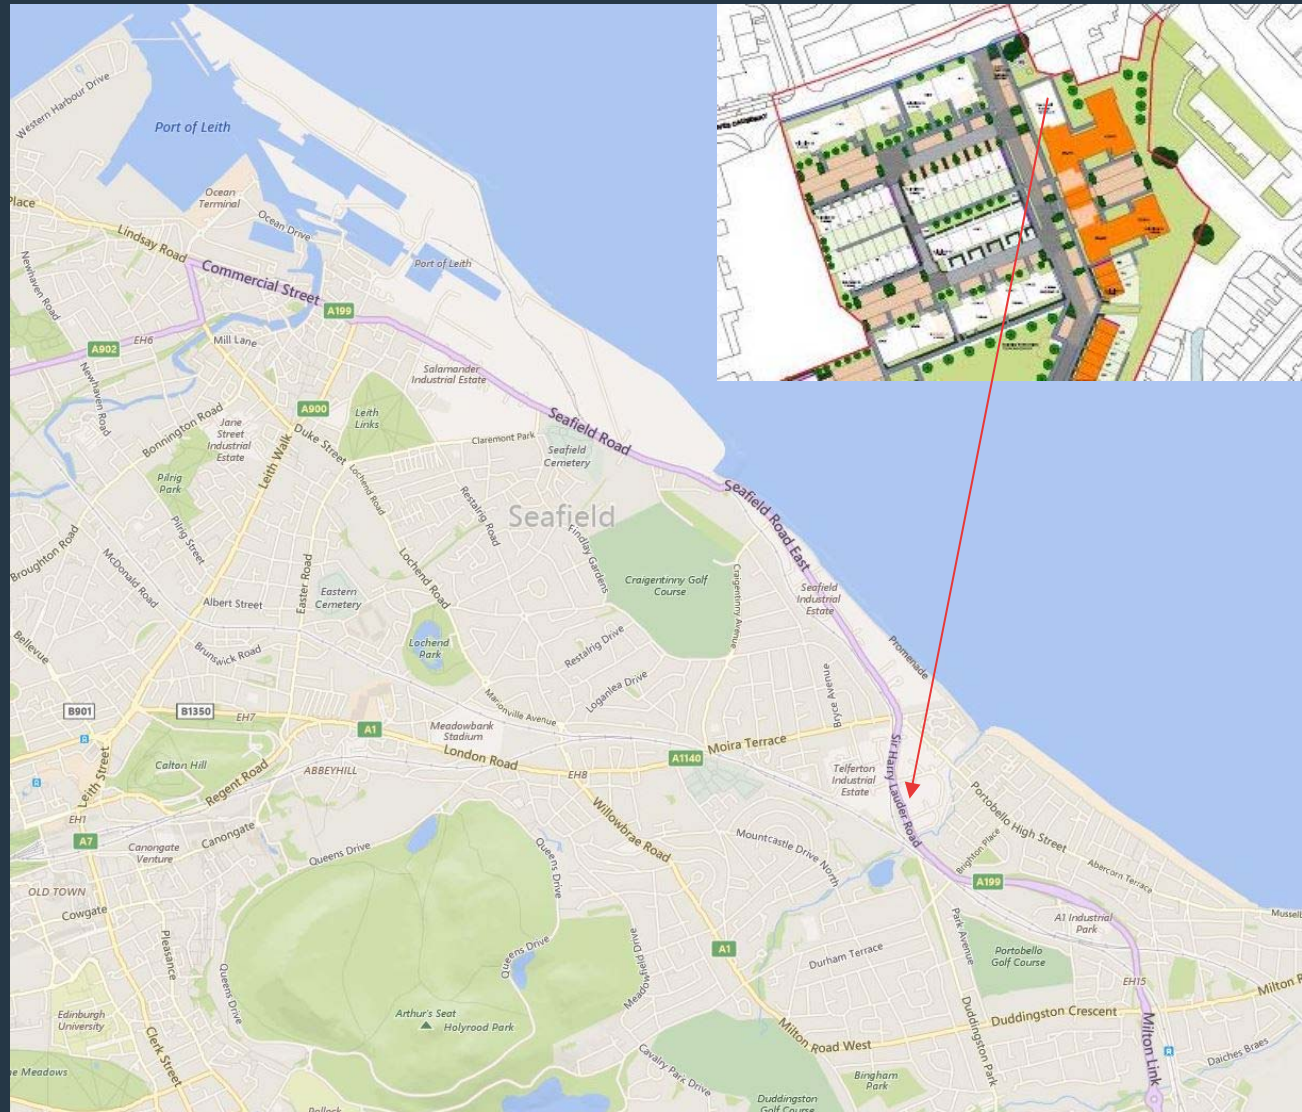 Western Harbour Drive
Port of Leith
Ocean
Terminal
Place
Lindsay Road
Ocean Drive
Port of Leith
Newhaven Road
Commercial Street
A199
A902
EH6
Mill Lane
Newhaven Road
Salamander
Industrial Estate
A900
Leith
Links
Seafield Road
Bonnington Road
Jane
Street
Industrial
Estate
Leith Walk
Duke Street
Claremont Park
Seafield
Cemetery
Pilrig
Park
Lochend Road
Restalrig Road
Seafield
Seafield Road East
Pilrig Street
Findlay Gardens
Broughton Road
McDonald Road
Easter Road
Lochend Road
Craigentinny Golf
Course
Craigentinny Avenue
Seafield
Industrial
Estate
Eastern
Cemetery
Albert Street
Bellevue
Brunswick Road
Lochend
Park
Restalrig Drive
Loganlea Drive
Promenade
Bryce Avenue
Marionville Avenue
B901
B1350
EH7
A1
Meadowbank
Stadium
London Road
A1140
Moira Terrace
Sir Harry Lauder Road
Calton Hill
Regent Road
ABBEYHILL
EH8
Telferton
Industrial
Estate
Leith Street
EH1
Willowbrae Road
Portobello High Street
A7
Canongate
Canongate
Venture
Queens Drive
Queens Drive
Mountcastle Drive North
Brighton Place
Abercorn Terrace
OLD TOWN
Cowgate
A199
Mussel
Pleasance
Park Avenue
A1 Industrial
Park
Queens Drive
Queens Drive
Meadowfield Drive
A1
Durham Terrace
Portobello
Golf Course
EH15
Milton R
Edinburgh
University
Arthur's Seat
Holyrood Park
Duddingston Crescent
Clerk Street
Milton Road West
Duddingston Park
Milton Link
Daiches Braes
he Meadows
Cavalry Park Drive
Bingham
Park
Pollock
Duddingston
Golf Course